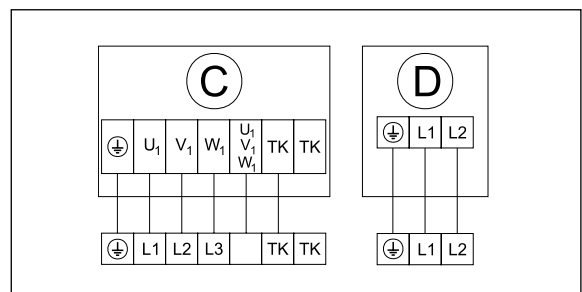 C
D
⏚ U₁ V₁ W₁ U₁ V₁ W₁ TK TK
⏚ L1 L2
⏚ L1 L2 L3 TK TK
⏚ L1 L2